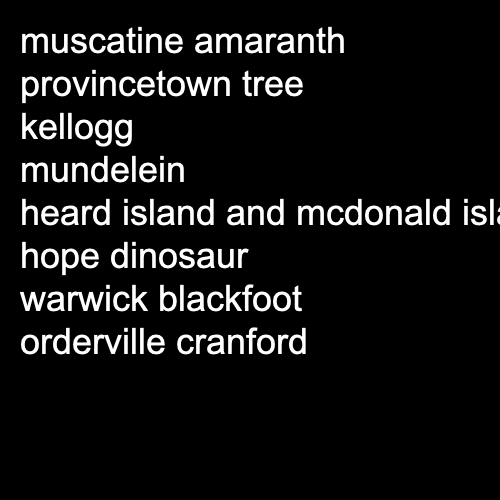 muscatine amaranth
provincetown tree
kellogg
mundelein
heard island and mcdonald
hope dinosaur
warwick blackfoot
orderville cranford